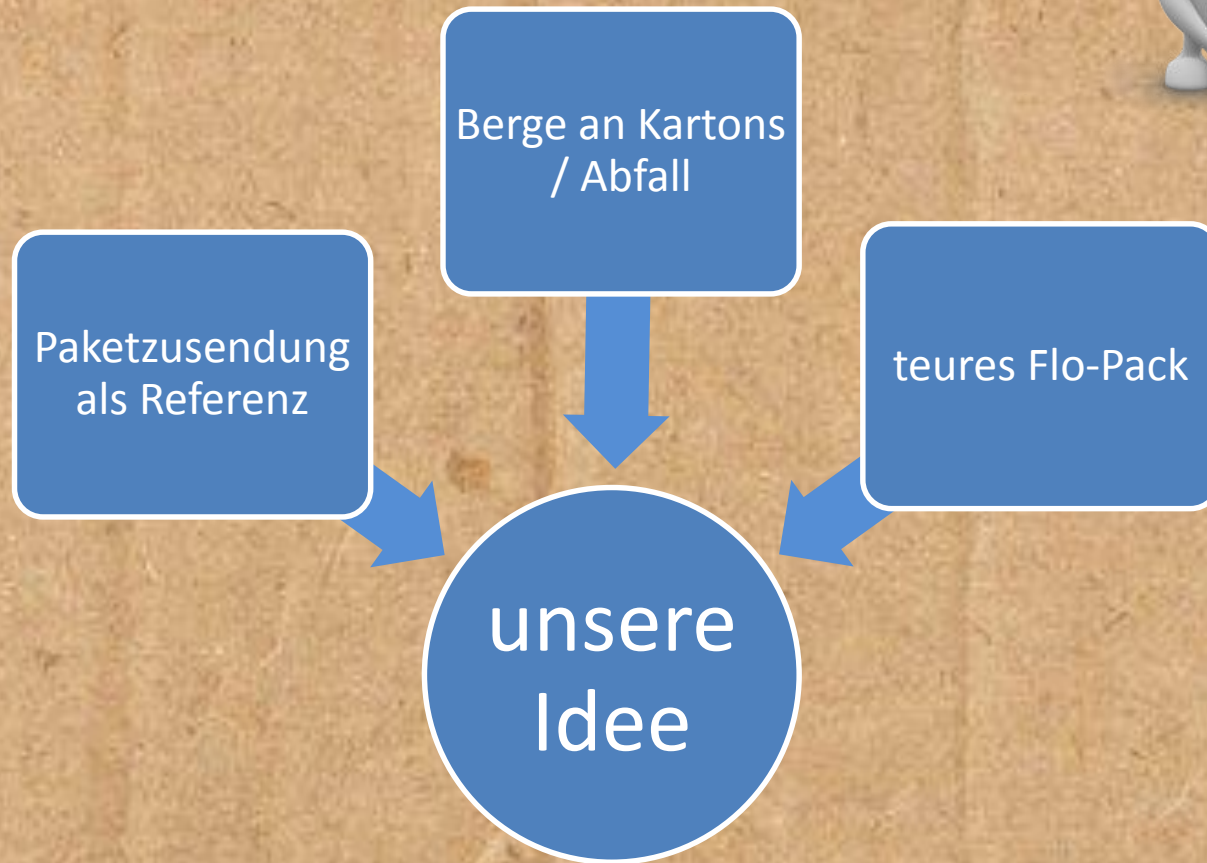 Berge an Kartons
/ Abfall
Paketzusendung
als Referenz
teures Flo-Pack
unsere
Idee